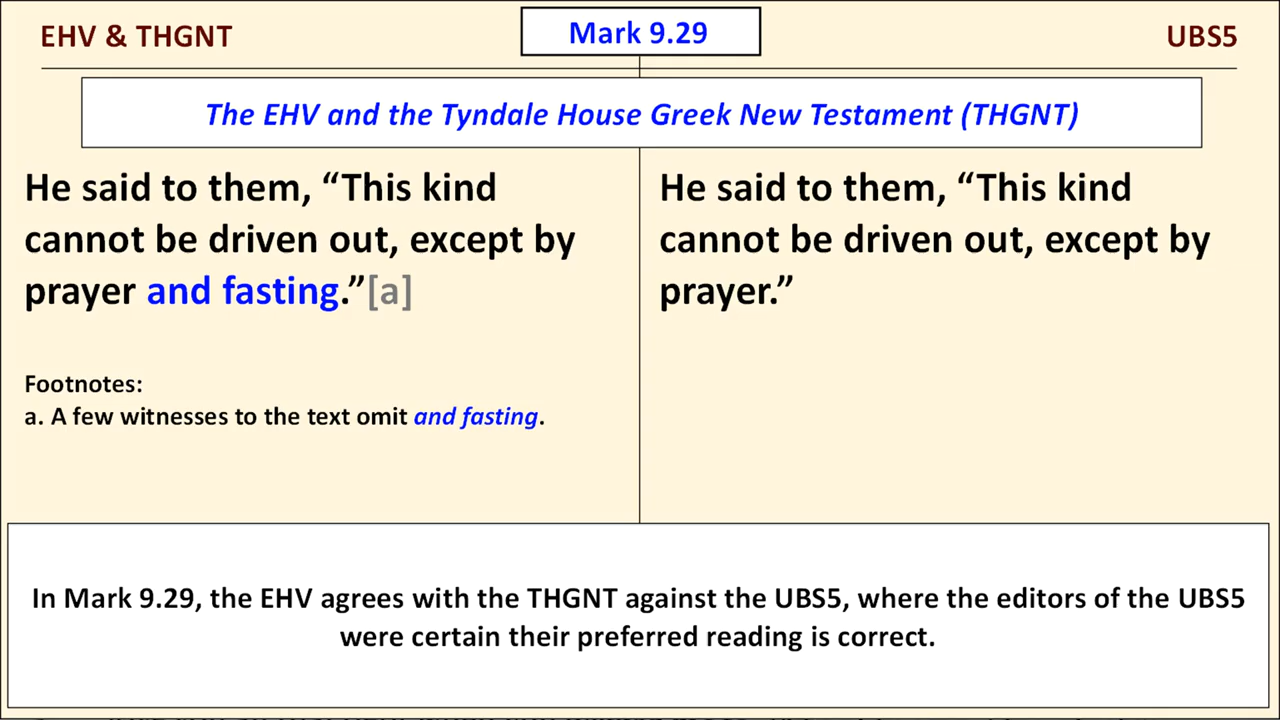 EHV & THGNT
Mark 9.29
UBS5
The EHV and the Tyndale House Greek New Testament (THGNT)
He said to them, “This kind
cannot be driven out, except by
prayer and fasting.”[a]
Footnotes:
a. A few witnesses to the text omit and fasting.
He said to them, “This kind
cannot be driven out, except by
prayer.”
In Mark 9.29, the EHV agrees with the THGNT against the UBS5, where the editors of the UBS5
were certain their preferred reading is correct.